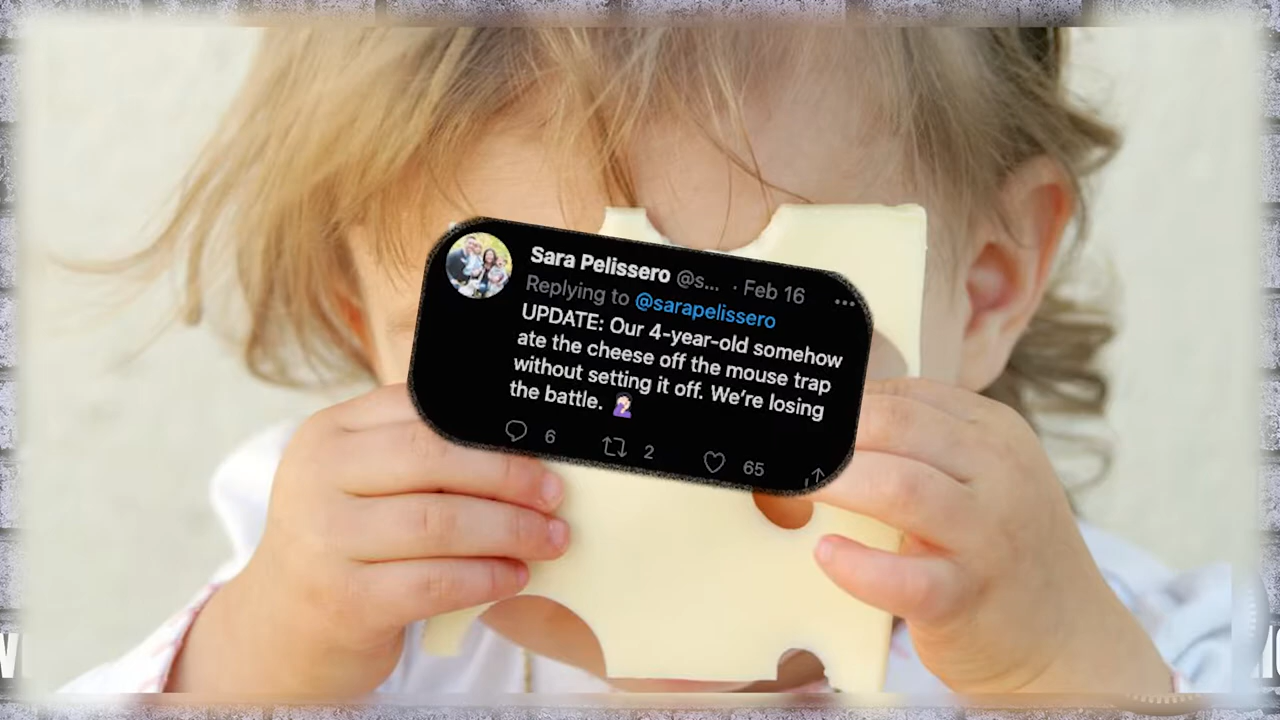 Sara Pelissero @s... · Feb 16
Replying to @sarapelissero
UPDATE: Our 4-year-old somehow
ate the cheese off the mouse trap
without setting it off. We're losing
the battle. 🤦🏻‍♀️
6 2 65